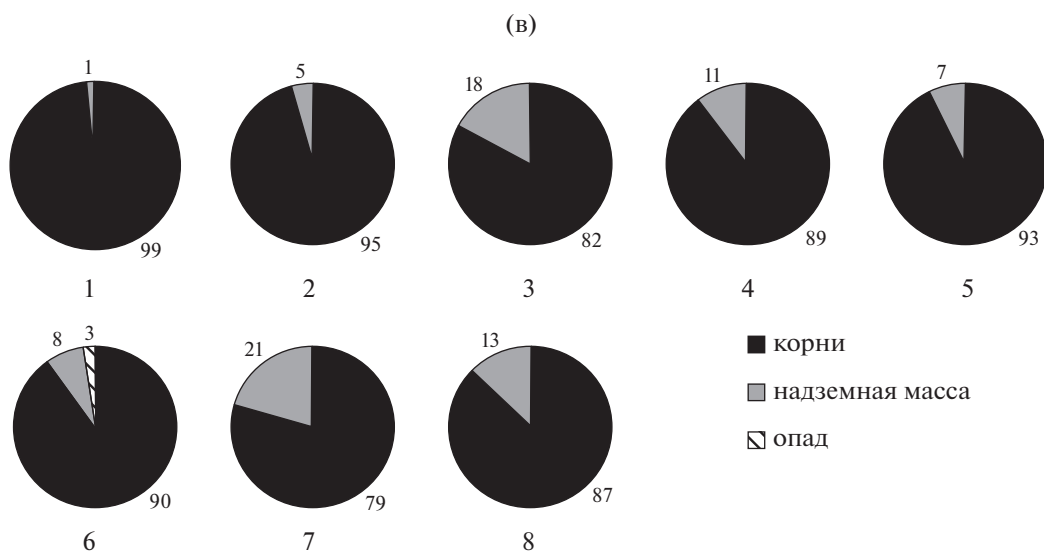 (в)
1 5 18 11 7
99 95 82 89 93
1 2 3 4 5
8 3 21 13
90 79 87
6 7 8
корни
надземная масса
опад